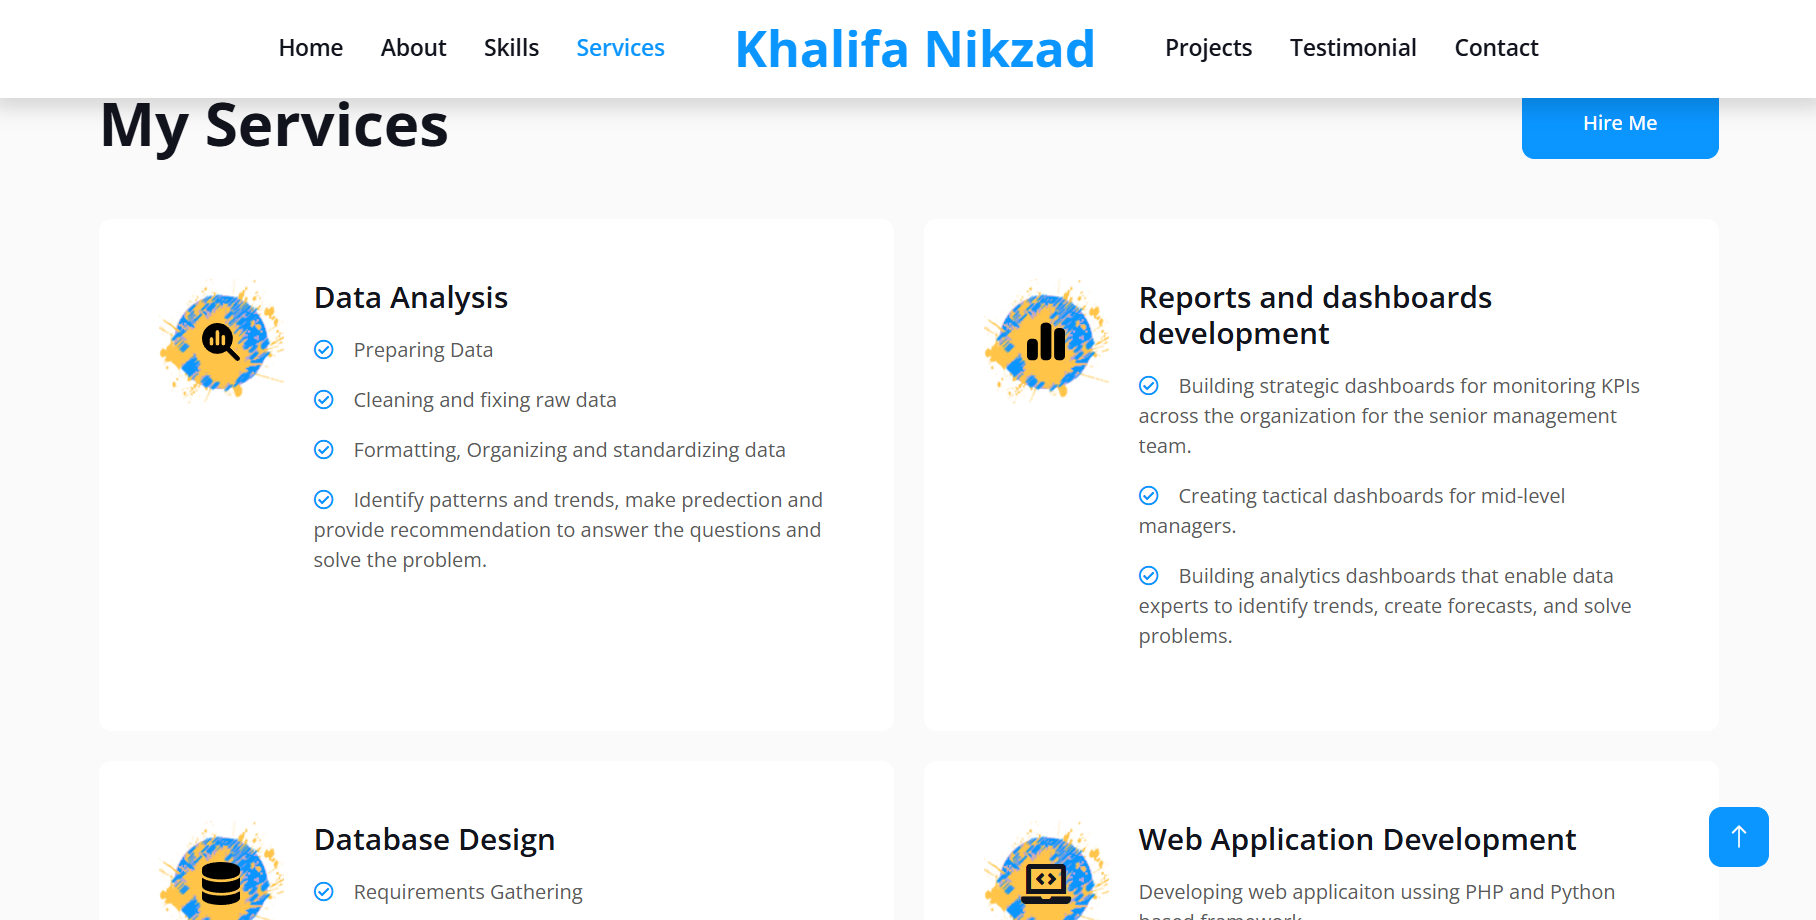 Home About Skills Services Khalifa Nikzad Projects Testimonial Contact
My Services
Hire Me
Data Analysis
Preparing Data
Cleaning and fixing raw data
Formatting, Organizing and standardizing data
Identify patterns and trends, make predection and
provide recommendation to answer the questions and
solve the problem.
Reports and dashboards
development
Building strategic dashboards for monitoring KPIs
across the organization for the senior management
team.
Creating tactical dashboards for mid-level
managers.
Building analytics dashboards that enable data
experts to identify trends, create forecasts, and solve
problems.
Database Design
Requirements Gathering
Web Application Development
Developing web applicaiton ussing PHP and Python
based framework